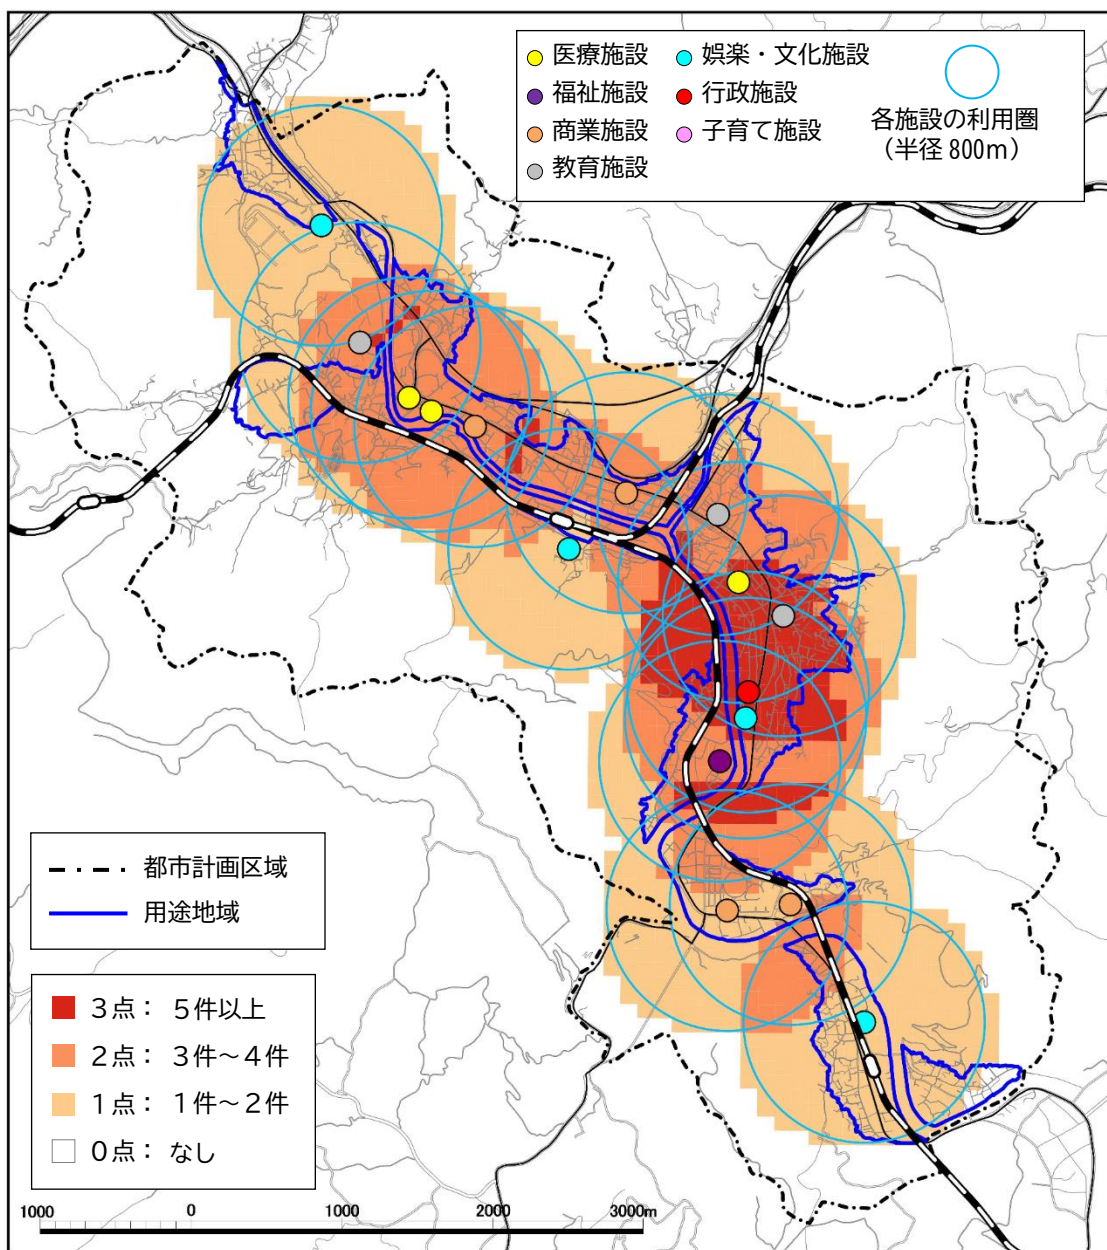 医療施設
福祉施設
商業施設
教育施設
娯楽・文化施設
行政施設
子育て施設
各施設の利用圏
(半径 800m)
都市計画区域
用途地域
3点： 5件以上
2点： 3件～4件
1点： 1件～2件
0点： なし
1000 0 1000 2000 3000m